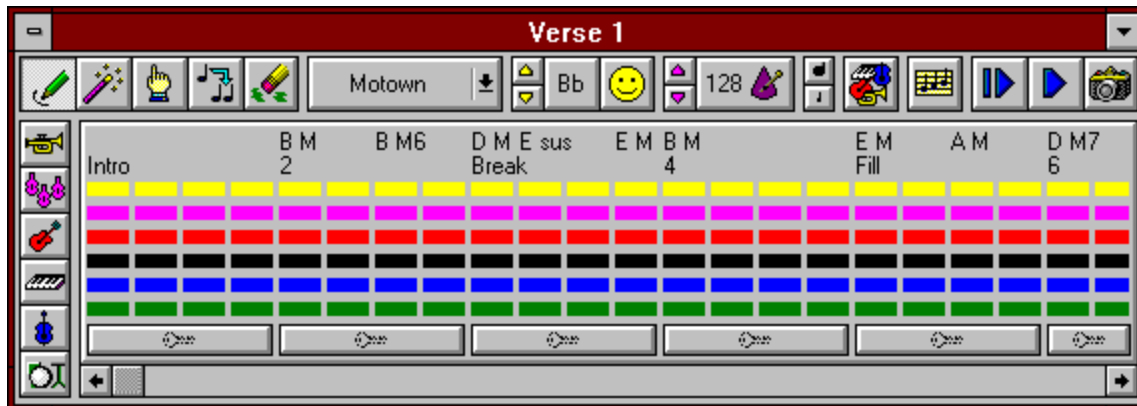 Verse 1
Motown Bb 128
B M B M6 D M E sus E M B M E M A M D M7
Intro 2 Break 4 Fill 6